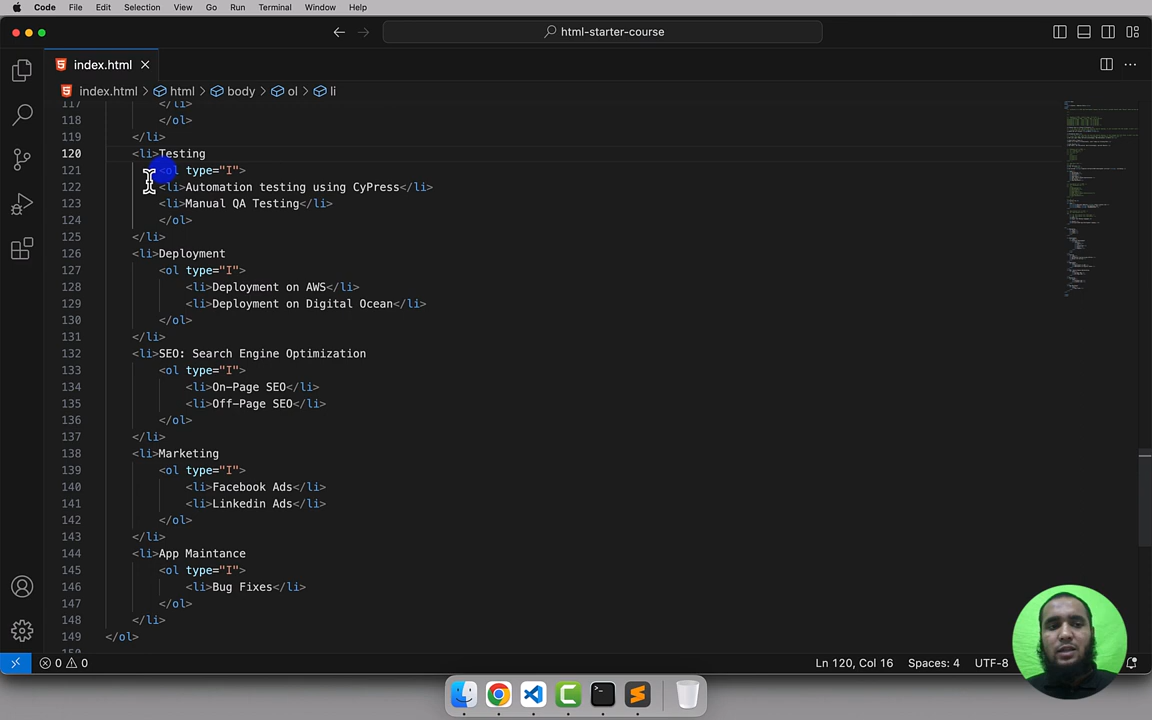 Code File Edit Selection View Go Run Terminal Window Help
html-starter-course
index.html
index.html > html > body > ol > li
117 </li>
118 </ol>
119 </li>
120 <li>Testing
121 <ol type="I">
122 <li>Automation testing using CyPress</li>
123 <li>Manual QA Testing</li>
124 </ol>
125 </li>
126 <li>Deployment
127 <ol type="I">
128 <li>Deployment on AWS</li>
129 <li>Deployment on Digital Ocean</li>
130 </ol>
131 </li>
132 <li>SEO: Search Engine Optimization
133 <ol type="I">
134 <li>On-Page SEO</li>
135 <li>Off-Page SEO</li>
136 </ol>
137 </li>
138 <li>Marketing
139 <ol type="I">
140 <li>Facebook Ads</li>
141 <li>Linkedin Ads</li>
142 </ol>
143 </li>
144 <li>App Maintance
145 <ol type="I">
146 <li>Bug Fixes</li>
147 </ol>
148 </li>
149 </ol>
0 0 Ln 120, Col 16 Spaces: 4 UTF-8